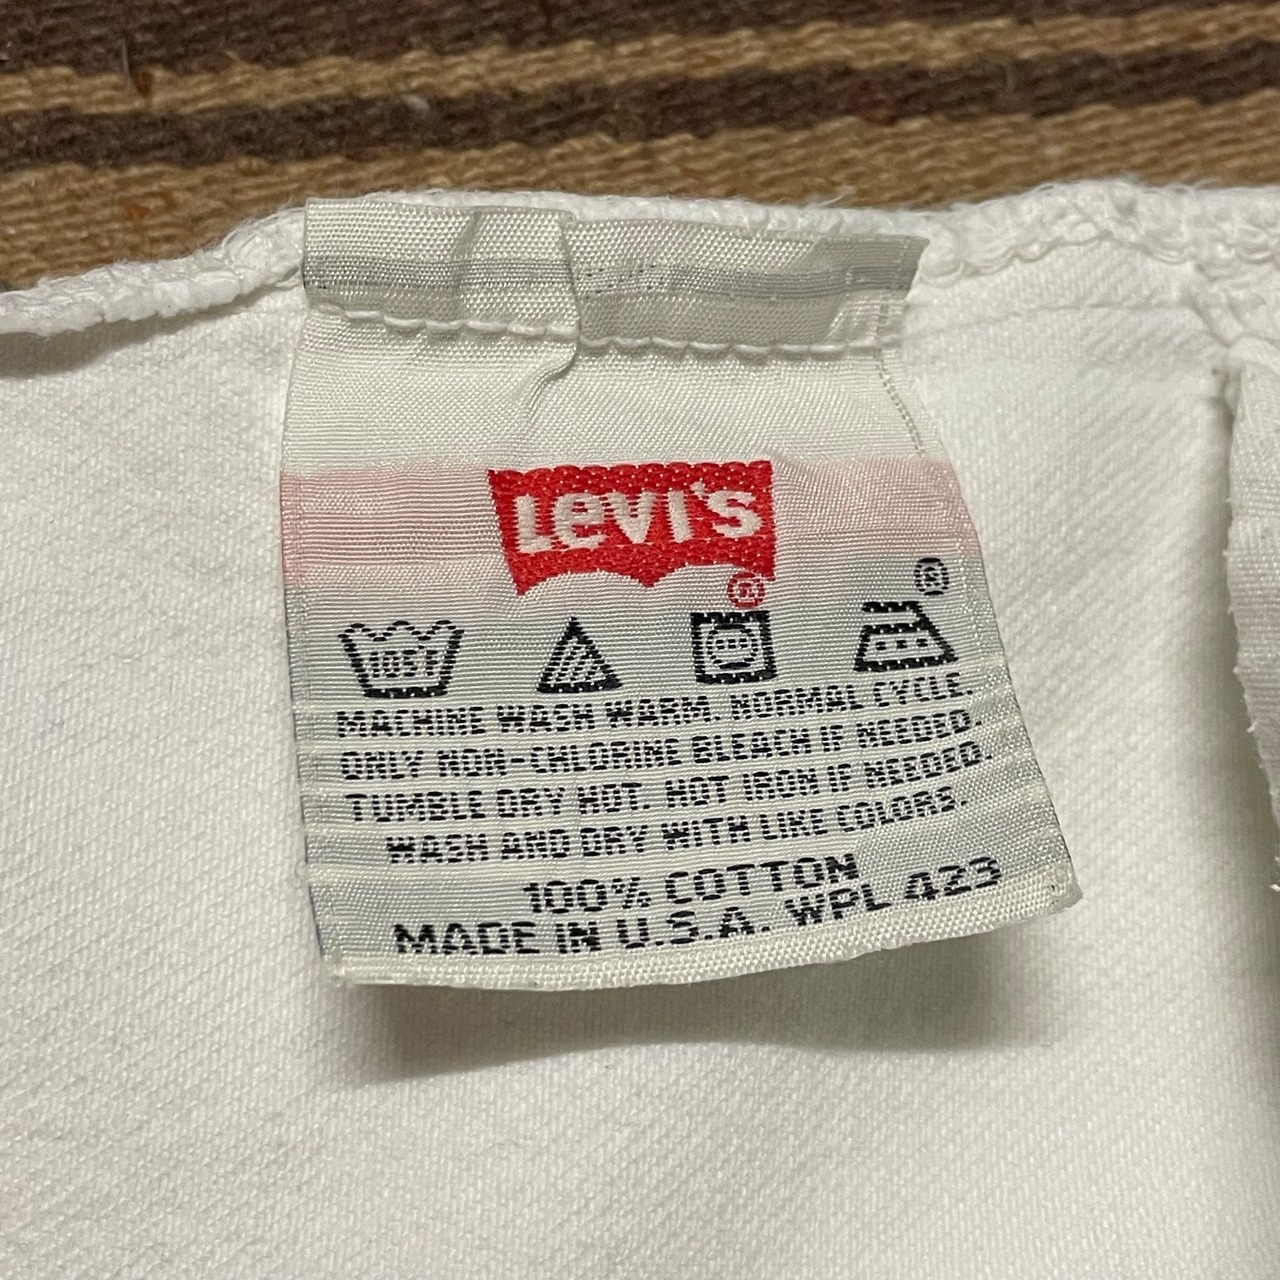 Levi's
®
®
105F
MACHINE WASH WARM. NORMAL CYCLE.
ONLY NON-CHLORINE BLEACH IF NEEDED.
TUMBLE DRY HOT. HOT IRON IF NEEDED.
WASH AND DRY WITH LIKE COLORS.
100% COTTON
MADE IN U.S.A. WPL 423